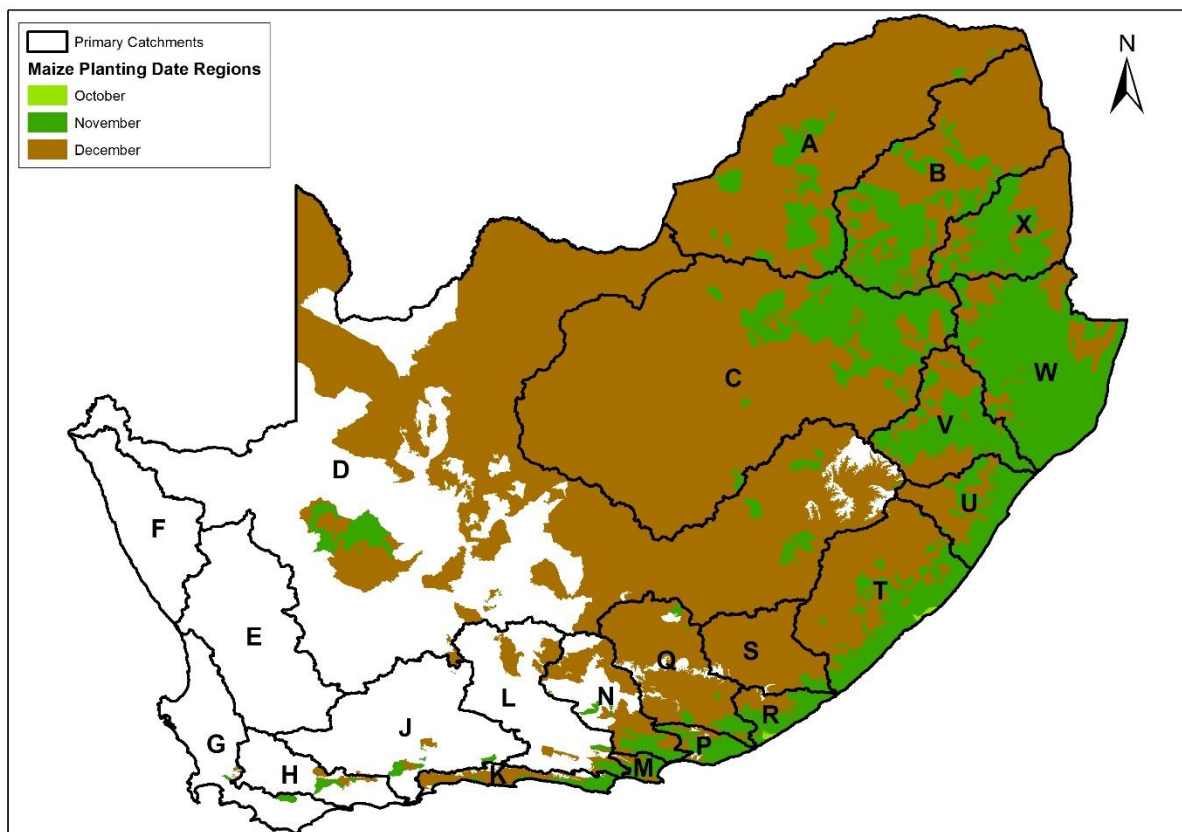 Primary Catchments
Maize Planting Date Regions
October
November
December
N
A
B
X
C
W
V
D
U
F
T
E
S
Q
L
N
J
R
G
P
H
M
K